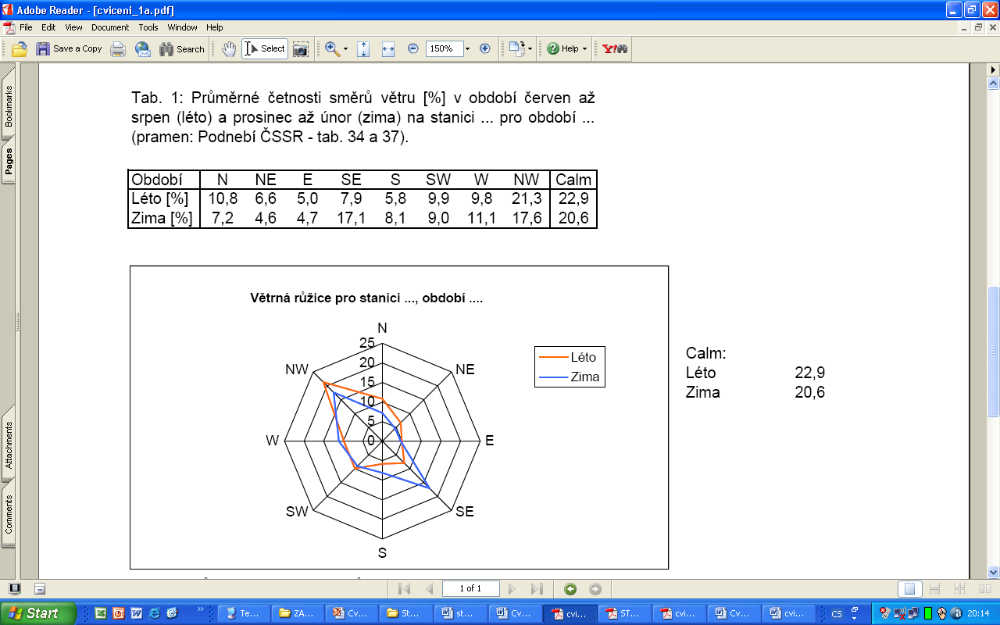 Adobe Reader - [cviceni_1a.pdf]
File Edit View Document Tools Window Help
Save a Copy Search Select 150% Help Y!
Bookmarks
Pages
Attachments
Comments
Tab. 1: Průměrné četnosti směrů větru [%] v období červen až
srpen (léto) a prosinec až únor (zima) na stanici ... pro období ...
(pramen: Podnebí ČSSR - tab. 34 a 37).
Období N NE E SE S SW W NW Calm
Léto [%] 10,8 6,6 5,0 7,9 5,8 9,9 9,8 21,3 22,9
Zima [%] 7,2 4,6 4,7 17,1 8,1 9,0 11,1 17,6 20,6
Větrná růžice pro stanici ..., období ....
N
25
20
15
10
5
0
NE
E
SE
S
SW
W
NW
Léto
Zima
Calm:
Léto 22,9
Zima 20,6
1 of 1
Start Te... ZA... Cv... St... st... Cv... cvi... ST... cvi... Cv... cvi... CS 20:14